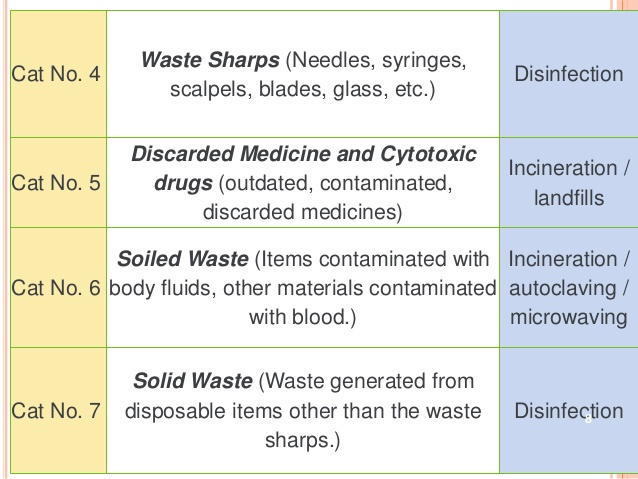 Cat No. 4
Waste Sharps (Needles, syringes,
scalpels, blades, glass, etc.)
Disinfection
Cat No. 5
Discarded Medicine and Cytotoxic
drugs (outdated, contaminated,
discarded medicines)
Incineration /
landfills
Cat No. 6
Soiled Waste (Items contaminated with
body fluids, other materials contaminated
with blood.)
Incineration /
autoclaving /
microwaving
Cat No. 7
Solid Waste (Waste generated from
disposable items other than the waste
sharps.)
Disinfection
8